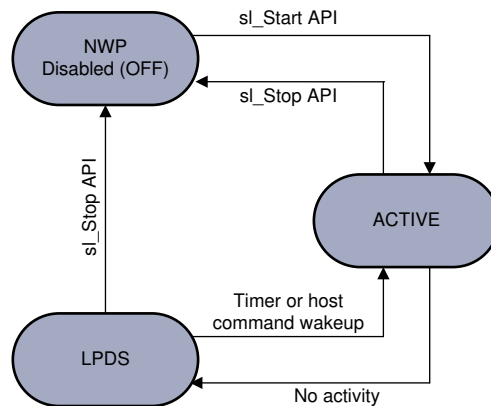 sl_Start API
NWP
Disabled (OFF)
sl_Stop API
sl_Stop API
ACTIVE
Timer or host
command wakeup
LPDS
No activity